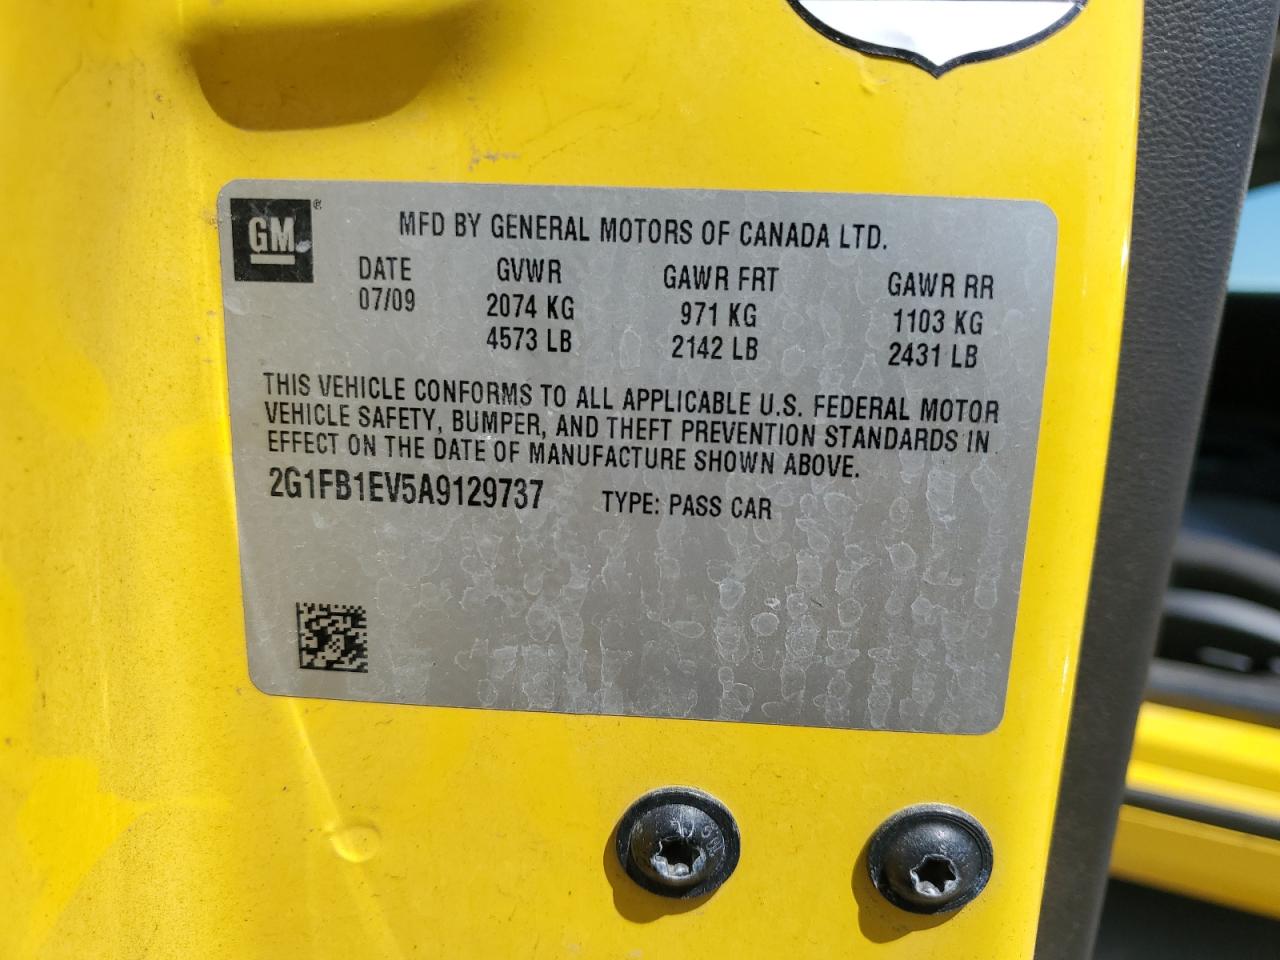 GM ®
MFD BY GENERAL MOTORS OF CANADA LTD.
DATE GVWR GAWR FRT GAWR RR
07/09 2074 KG 971 KG 1103 KG
4573 LB 2142 LB 2431 LB
THIS VEHICLE CONFORMS TO ALL APPLICABLE U.S. FEDERAL MOTOR
VEHICLE SAFETY, BUMPER, AND THEFT PREVENTION STANDARDS IN
EFFECT ON THE DATE OF MANUFACTURE SHOWN ABOVE.
2G1FB1EV5A9129737 TYPE: PASS CAR